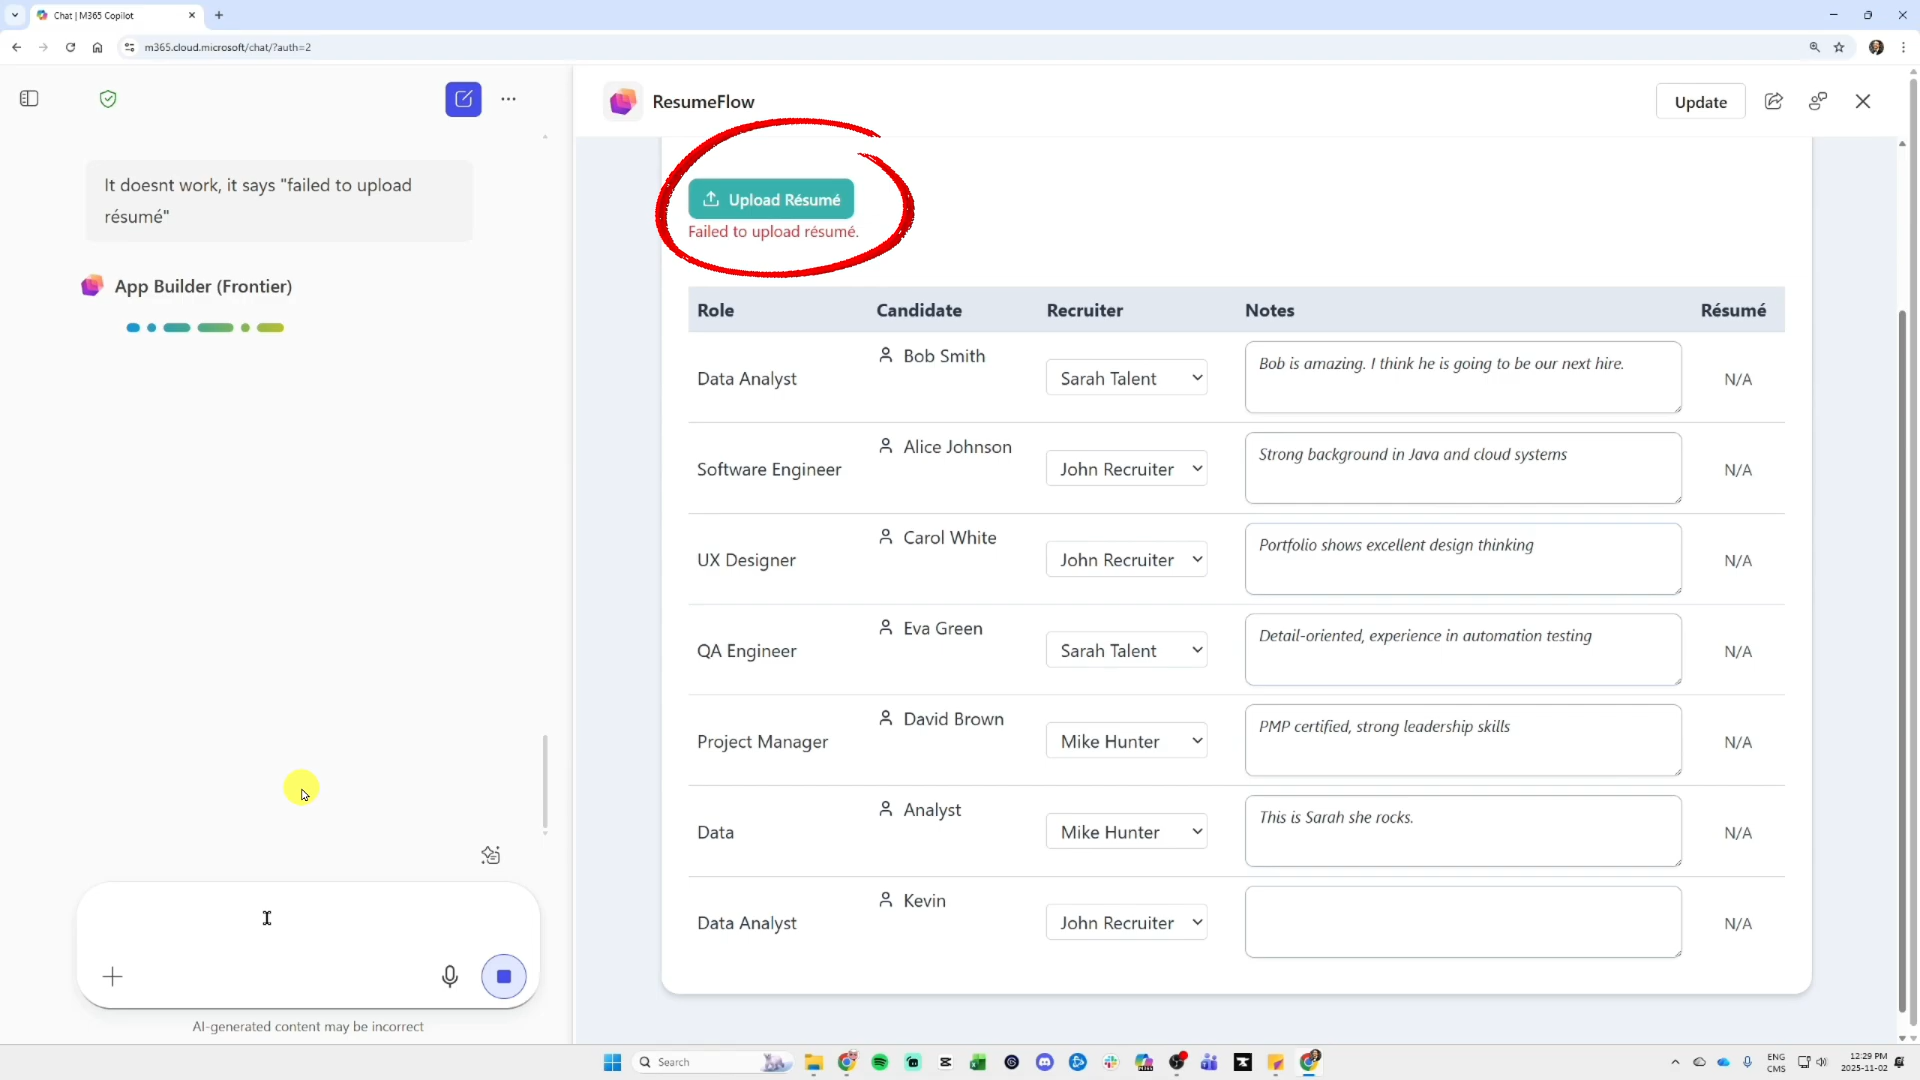 Chat | M365 Copilot
m365.cloud.microsoft/chat/?auth=2
ResumeFlow
Update
It doesnt work, it says "failed to upload
résumé"
App Builder (Frontier)
AI-generated content may be incorrect
Upload Résumé
Failed to upload résumé.
Role Candidate Recruiter Notes Résumé
Data Analyst Bob Smith Sarah Talent Bob is amazing. I think he is going to be our next hire. N/A
Software Engineer Alice Johnson John Recruiter Strong background in Java and cloud systems N/A
UX Designer Carol White John Recruiter Portfolio shows excellent design thinking N/A
QA Engineer Eva Green Sarah Talent Detail-oriented, experience in automation testing N/A
Project Manager David Brown Mike Hunter PMP certified, strong leadership skills N/A
Data Analyst Mike Hunter This is Sarah she rocks. N/A
Data Analyst Kevin John Recruiter N/A
Search
ENG
CMS
12:29 PM
2025-11-02